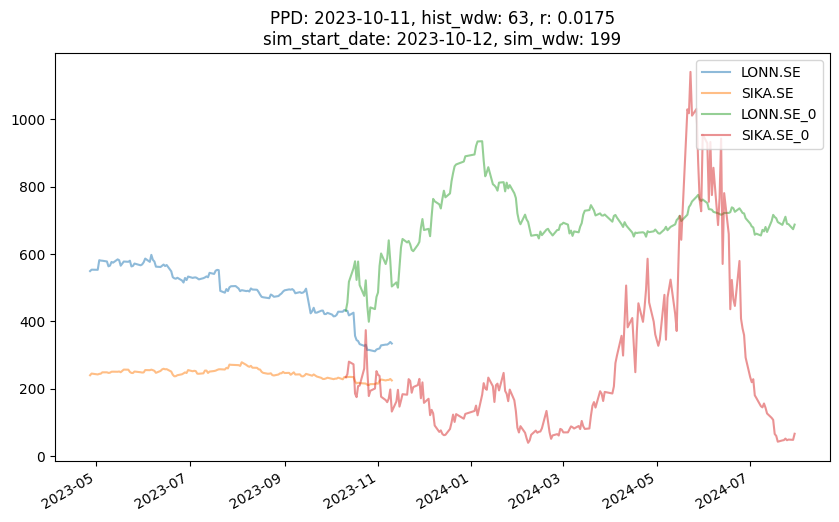 PPD: 2023-10-11, hist_wdw: 63, r: 0.0175
sim_start_date: 2023-10-12, sim_wdw: 199
LONN.SE
SIKA.SE
LONN.SE_0
SIKA.SE_0
1000
800
600
400
200
0
2023-05
2023-07
2023-09
2023-11
2024-01
2024-03
2024-05
2024-07